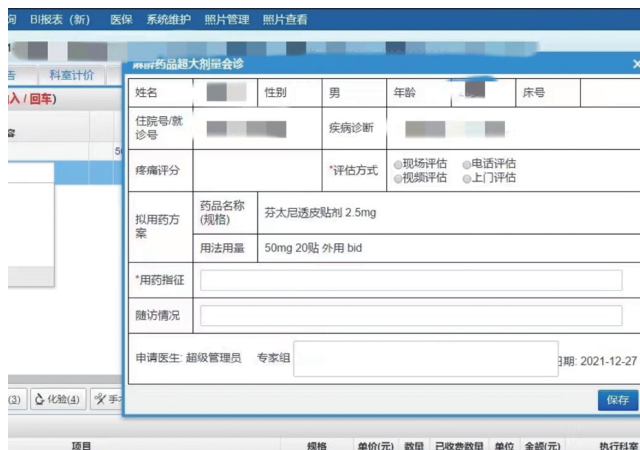 询 BI报表（新） 医保 系统维护 照片管理 照片查看
科室计价
药品超大剂量会诊
入 / 回车)
姓名 性别 男 年龄 床号
住院号/就诊号 疾病诊断
疼痛评分 *评估方式 现场评估 电话评估
视频评估 上门评估
拟用药方案 药品名称(规格) 芬太尼透皮贴剂 2.5mg
用法用量 50mg 20贴 外用 bid
*用药指征
随访情况
申请医生: 超级管理员 专家组 日期: 2021-12-27
保存
(3) 化验(4) 手
项目 规格 单价(元) 数量 已收费数量 单位 金额(元) 执行科室